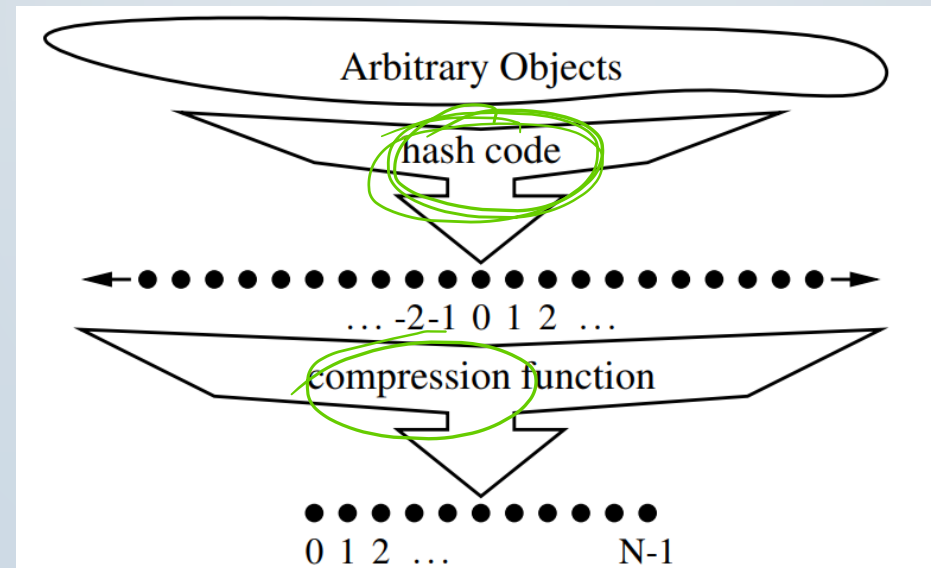 Arbitrary Objects
hash code
... -2 -1 0 1 2 ...
compression function
0 1 2 ... N-1